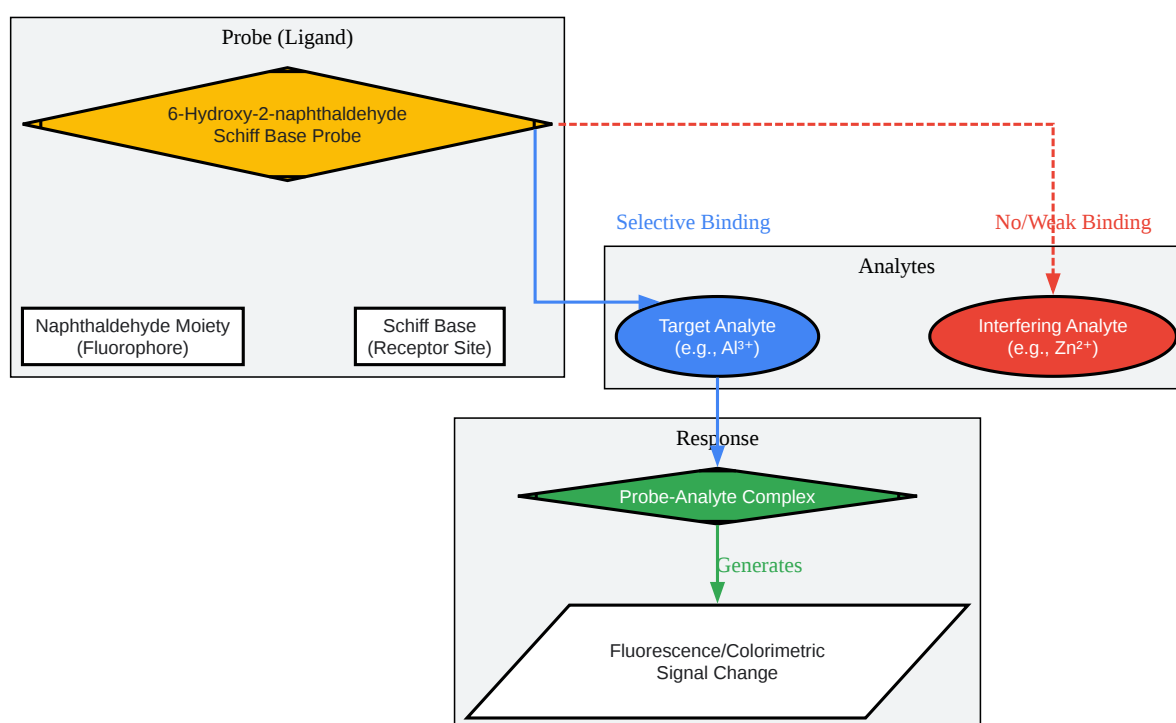 Probe (Ligand)
6-Hydroxy-2-naphthaldehyde
Schiff Base Probe
Naphthaldehyde Moiety
(Fluorophore)
Schiff Base
(Receptor Site)
Selective Binding
No/Weak Binding
Analytes
Target Analyte
(e.g., Al³⁺)
Interfering Analyte
(e.g., Zn²⁺)
Response
Probe-Analyte Complex
Generates
Fluorescence/Colorimetric
Signal Change